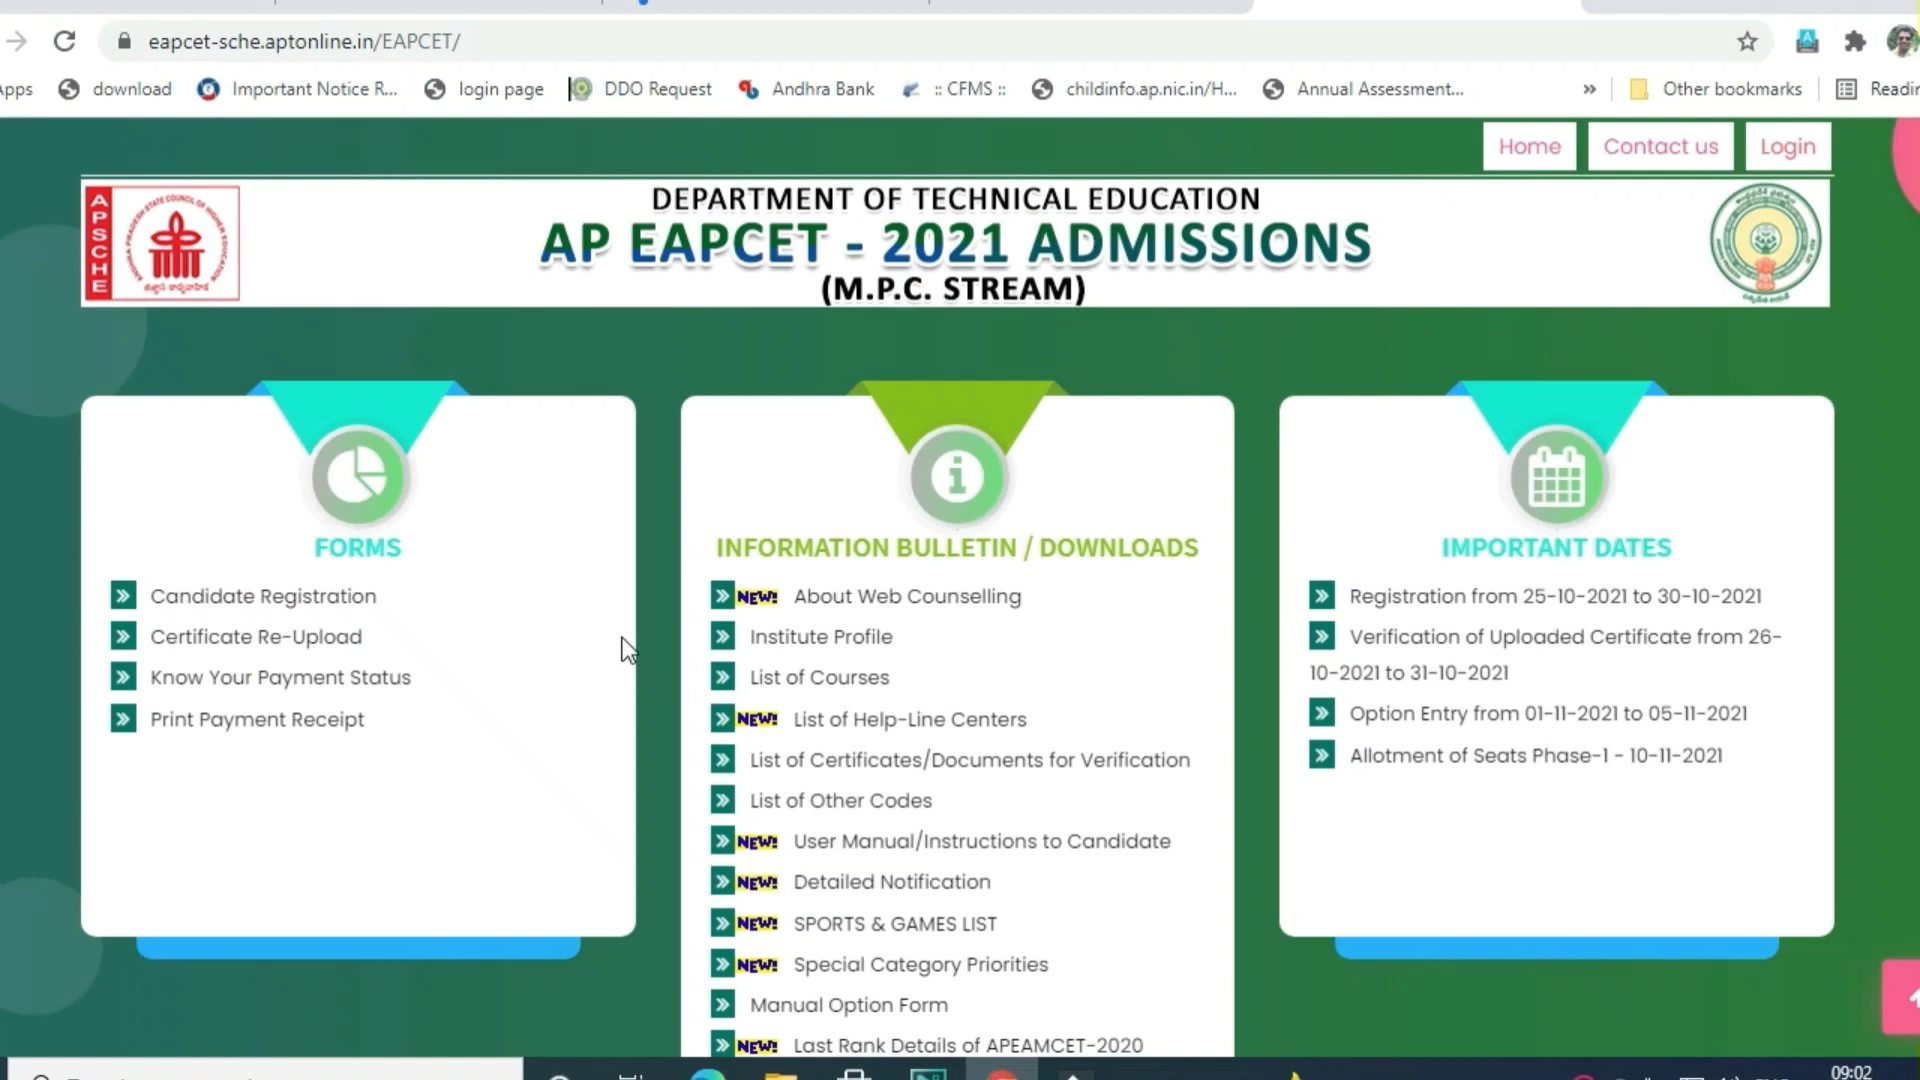 eapcet-sche.aptonline.in/EAPCET/
download
Important Notice R...
login page
DDO Request
Andhra Bank
:: CFMS ::
childinfo.ap.nic.in/H...
Annual Assessment...
»
Other bookmarks
Home
Contact us
Login
APSCHE
DEPARTMENT OF TECHNICAL EDUCATION
AP EAPCET - 2021 ADMISSIONS
(M.P.C. STREAM)
FORMS
Candidate Registration
Certificate Re-Upload
Know Your Payment Status
Print Payment Receipt
INFORMATION BULLETIN / DOWNLOADS
NEW! About Web Counselling
Institute Profile
List of Courses
NEW! List of Help-Line Centers
List of Certificates/Documents for Verification
List of Other Codes
NEW! User Manual/Instructions to Candidate
NEW! Detailed Notification
NEW! SPORTS & GAMES LIST
NEW! Special Category Priorities
Manual Option Form
NEW! Last Rank Details of APEAMCET-2020
IMPORTANT DATES
Registration from 25-10-2021 to 30-10-2021
Verification of Uploaded Certificate from 26-
10-2021 to 31-10-2021
Option Entry from 01-11-2021 to 05-11-2021
Allotment of Seats Phase-1 - 10-11-2021
09:02